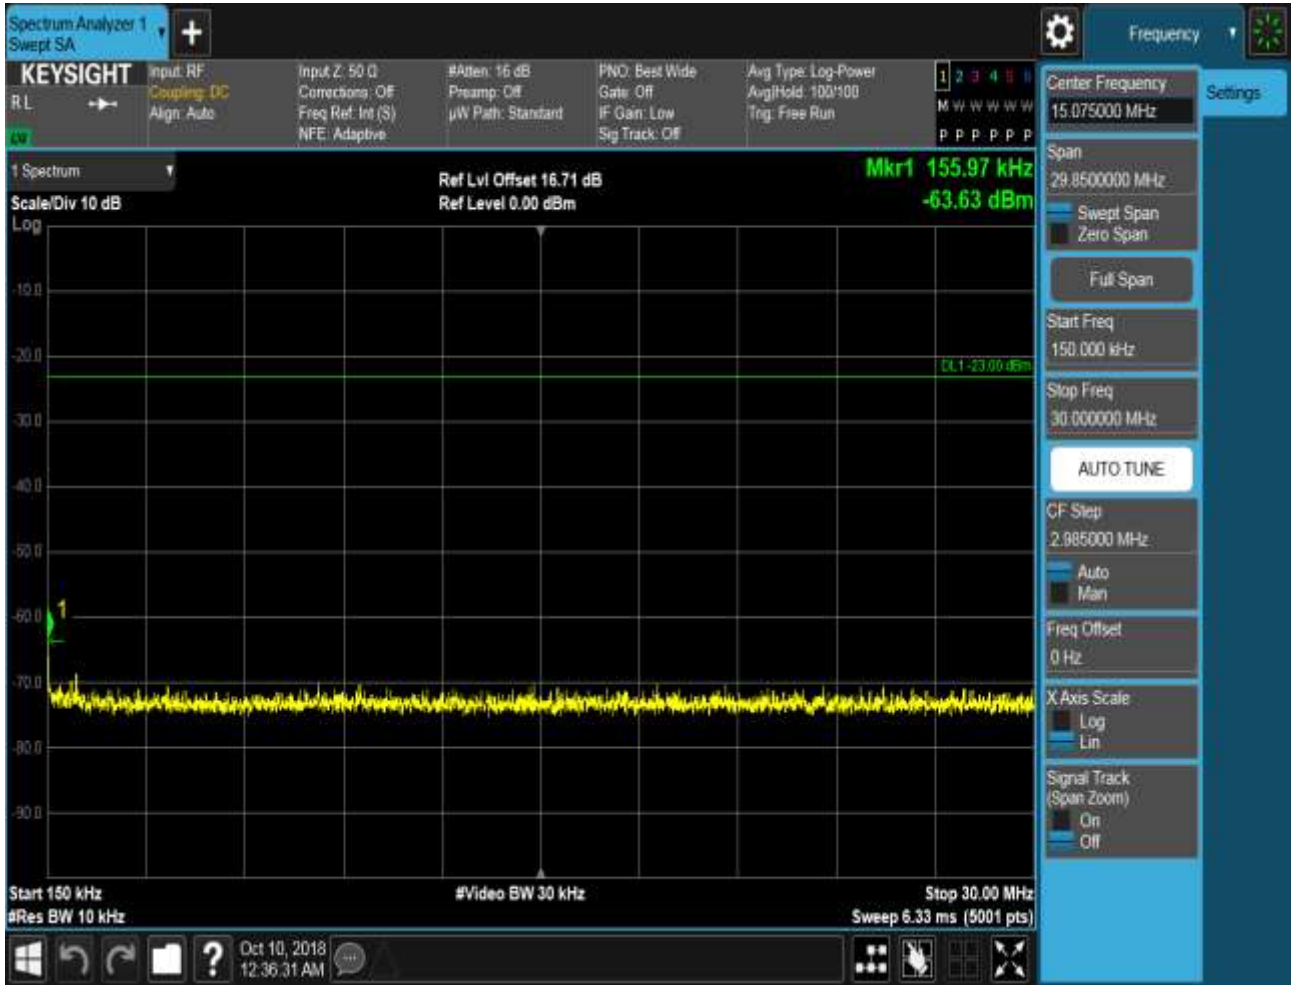 Spectrum Analyzer 1
Swept SA
Frequency
KEYSIGHT
R L
LW
Input: RF
Coupling: DC
Align: Auto
Input Z: 50 Ω
Corrections: Off
Freq Ref: Int (S)
NFE: Adaptive
#Atten: 16 dB
Preamp: Off
µW Path: Standard
PNO: Best Wide
Gate: Off
IF Gain: Low
Sig Track: Off
Avg Type: Log-Power
Avg|Hold: 100/100
Trig: Free Run
1 2 3 4 5 6
M W W W W W
P P P P P P
1 Spectrum
Scale/Div 10 dB
Log
Ref Lvl Offset 16.71 dB
Ref Level 0.00 dBm
Mkr1 155.97 kHz
-63.63 dBm
-10.0
-20.0
DL1 -23.00 dBm
-30.0
-40.0
-50.0
-60.0
1
-70.0
-80.0
-90.0
Start 150 kHz
#Video BW 30 kHz
Stop 30.00 MHz
#Res BW 10 kHz
Sweep 6.33 ms (5001 pts)
?
Oct 10, 2018
12:36:31 AM
Center Frequency
15.075000 MHz
Settings
Span
29.8500000 MHz
Swept Span
Zero Span
Full Span
Start Freq
150.000 kHz
Stop Freq
30.000000 MHz
AUTO TUNE
CF Step
2.985000 MHz
Auto
Man
Freq Offset
0 Hz
X Axis Scale
Log
Lin
Signal Track
(Span Zoom)
On
Off